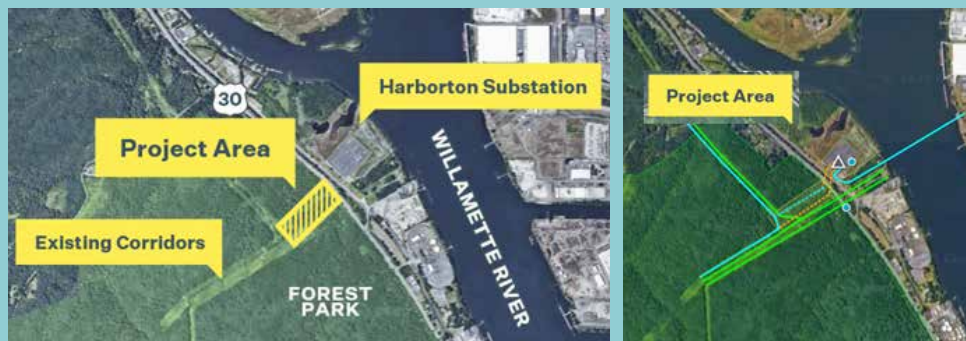 30
Harborton Substation
Project Area
Existing Corridors
FOREST
PARK
WILLAMETTE RIVER
Project Area